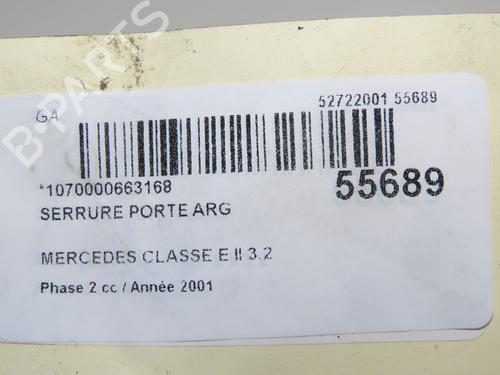 B-PARTS
GA
52722001 55689
*1070000663168
55689
SERRURE PORTE ARG
MERCEDES CLASSE E II 3.2
Phase 2 cc / Année 2001